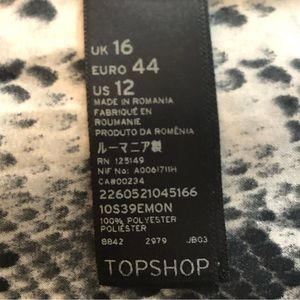 UK 16
EURO 44
US 12
MADE IN ROMANIA
FABRIQUÉ EN
ROUMANIE
PRODUTO DA ROMÊNIA
ルーマニア製
RN 125149
NIF No: A0061711H
CA#00234
2260521045166
10S39EMON
100% POLYESTER
POLIÉSTER
8842 2979 JB03
TOPSHOP